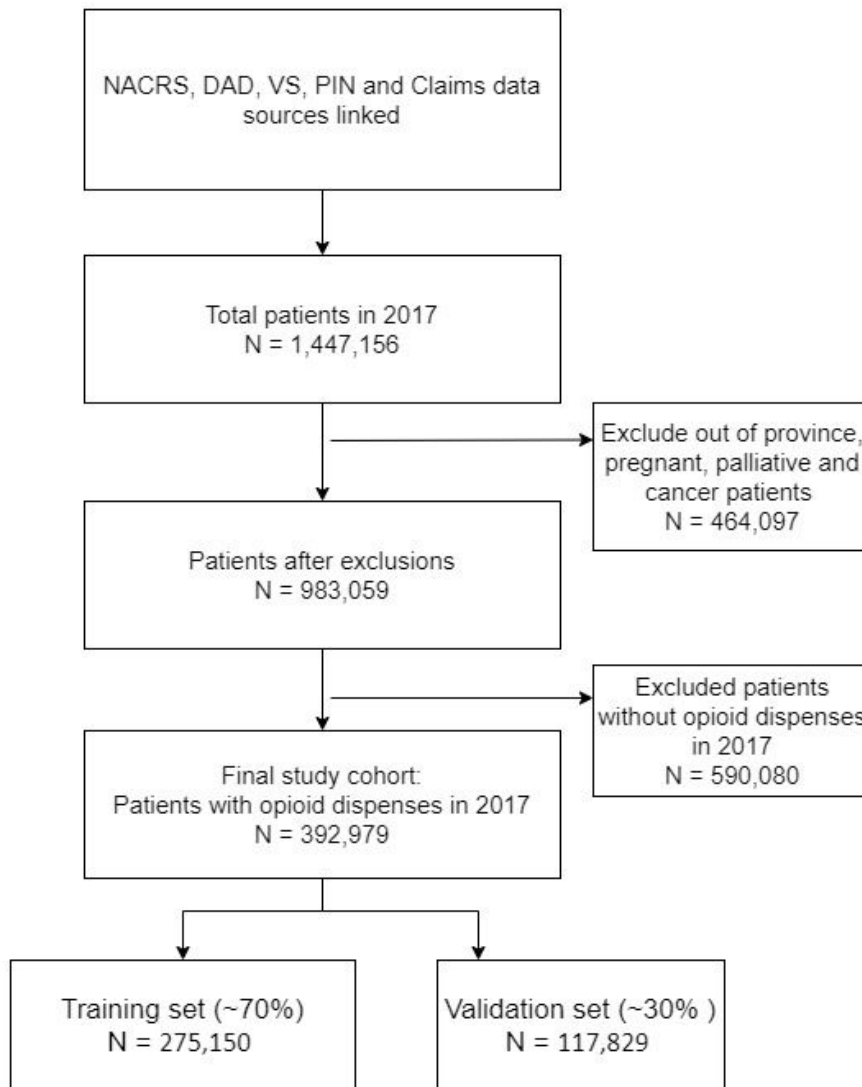 NACRS, DAD, VS, PIN and Claims data
sources linked
Total patients in 2017
N = 1,447,156
Exclude out of province,
pregnant, palliative and
cancer patients
N = 464,097
Patients after exclusions
N = 983,059
Excluded patients
without opioid dispenses
in 2017
N = 590,080
Final study cohort:
Patients with opioid dispenses in 2017
N = 392,979
Training set (~70%)
N = 275,150
Validation set (~30% )
N = 117,829